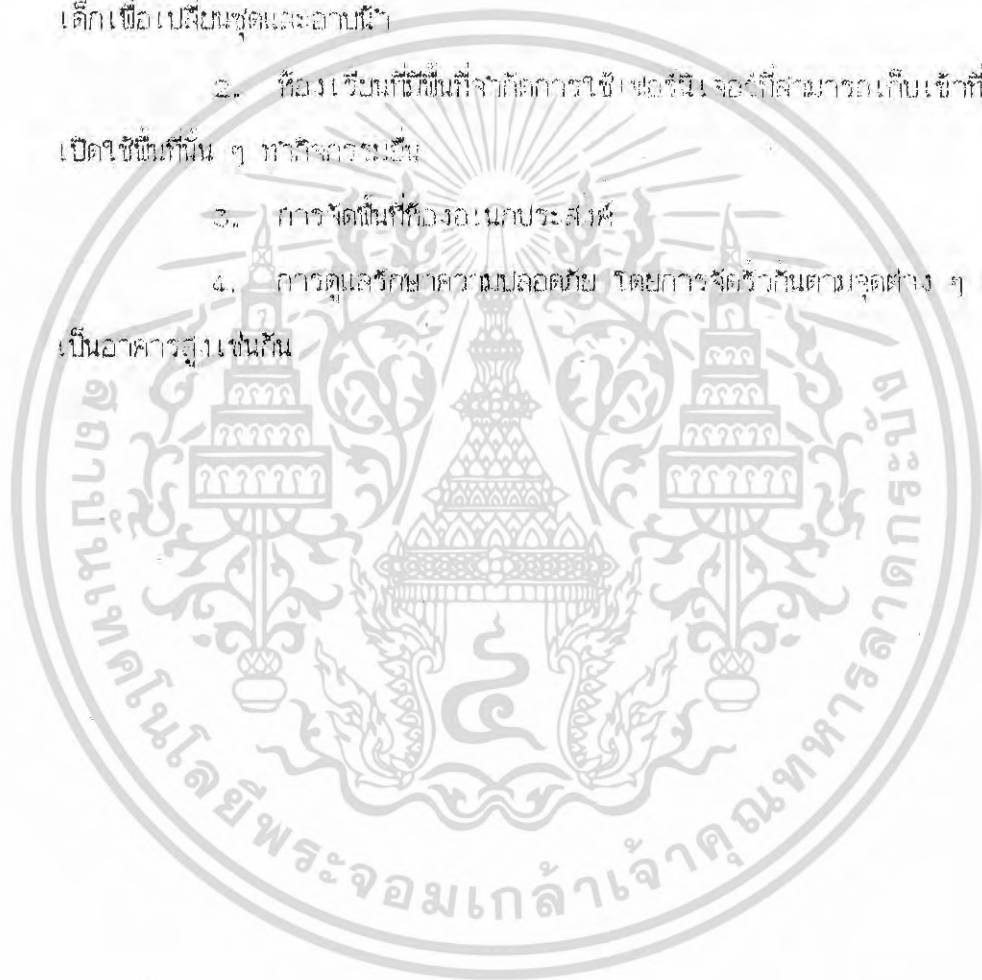 เด็กเพื่อเปลี่ยนชุดและอาบน้ำ
2. ห้องเรียนที่มีพื้นที่จำกัดการใช้เฟอร์นิเจอร์ที่สามารถเก็บเข้าที่
เปิดใช้พื้นที่นั้น ๆ ทำกิจกรรมอื่น
3. การจัดพื้นที่ห้องอเนกประสงค์
4. การดูแลรักษาความปลอดภัย โดยการจัดรั้วกั้นตามจุดต่าง ๆ
เป็นอาคารสูงเช่นกัน
สถาบันเทคโนโลยีพระจอมเกล้าเจ้าคุณทหารลาดกระบัง
๔